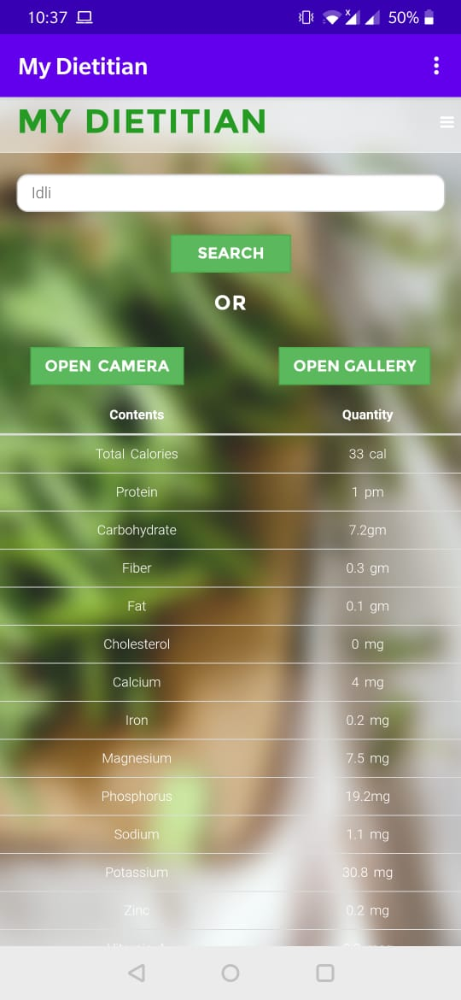 10:37
50%
My Dietitian
MY DIETITIAN
Idli
SEARCH
OR
OPEN CAMERA OPEN GALLERY
Contents Quantity
Total Calories 33 cal
Protein 1 pm
Carbohydrate 7.2gm
Fiber 0.3 gm
Fat 0.1 gm
Cholesterol 0 mg
Calcium 4 mg
Iron 0.2 mg
Magnesium 7.5 mg
Phosphorus 19.2mg
Sodium 1.1 mg
Potassium 30.8 mg
Zinc 0.2 mg